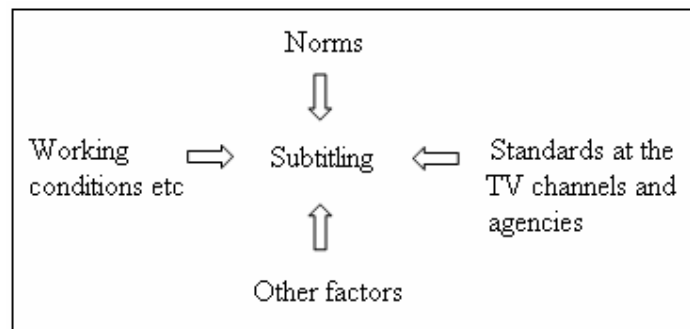 Norms
Working
conditions etc
Subtitling
Standards at the
TV channels and
agencies
Other factors